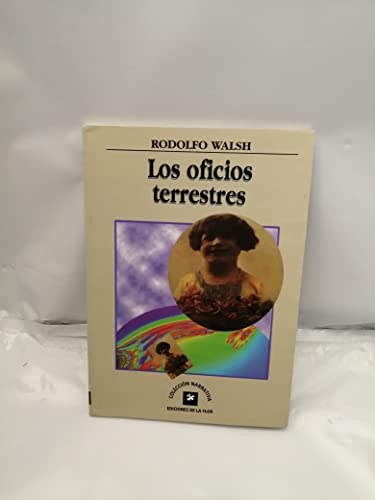 RODOLFO WALSH
Los oficios
terrestres
COLECCIÓN NARRATIVA
EDICIONES DE LA FLOR